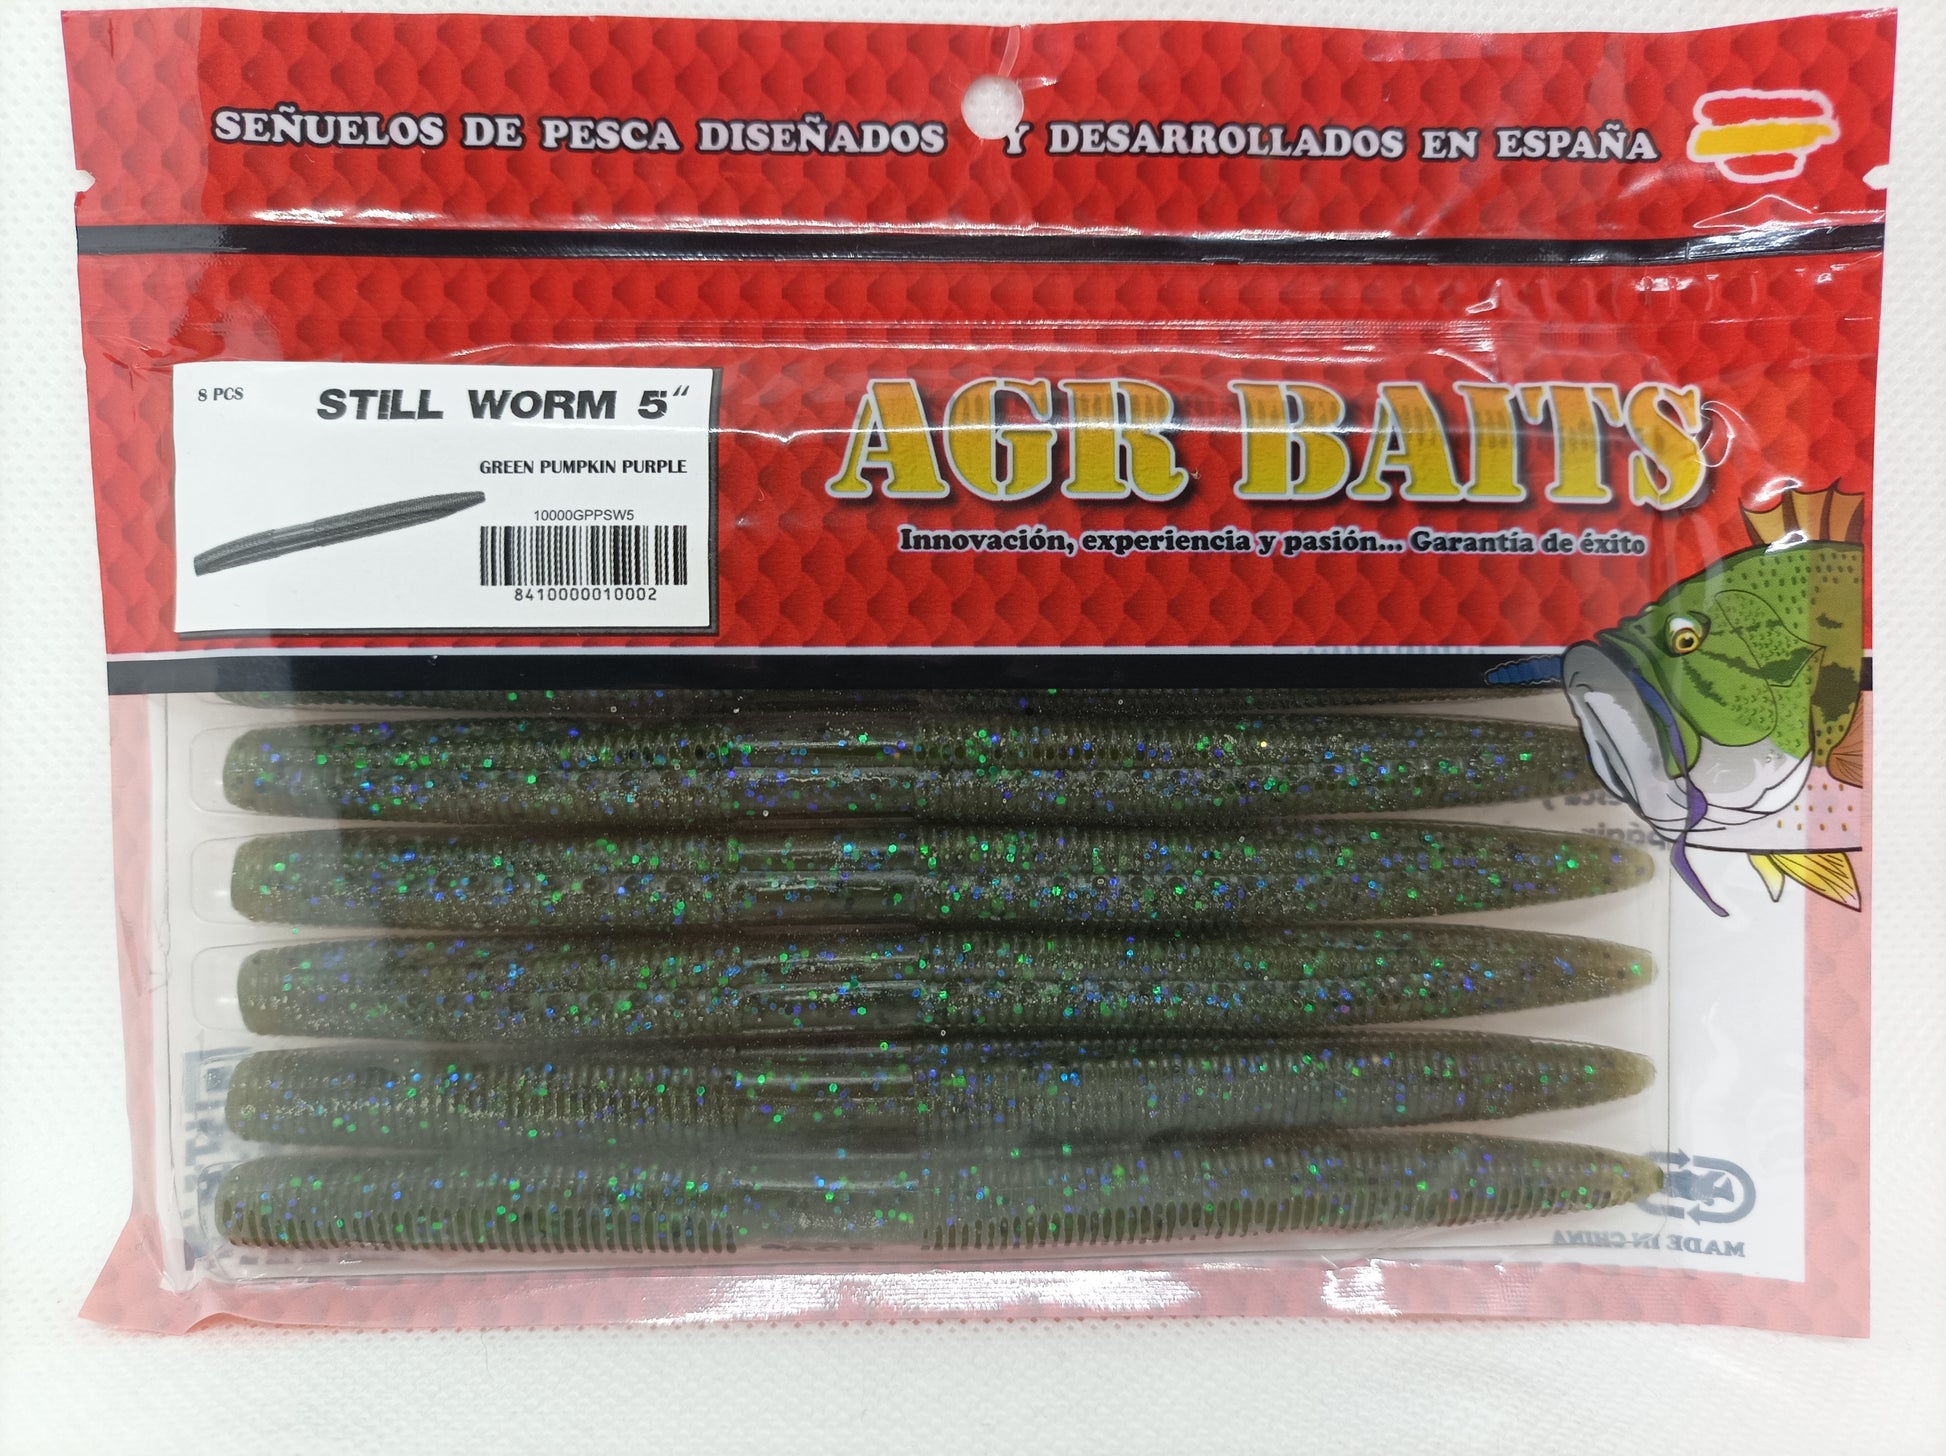 SEÑUELOS DE PESCA DISEÑADOS Y DESARROLLADOS EN ESPAÑA
8 PCS
STILL WORM 5"
GREEN PUMPKIN PURPLE
10000GPPSW5
8410000010002
AGR BAITS
Innovación, experiencia y pasión... Garantía de éxito
MADE IN CHINA